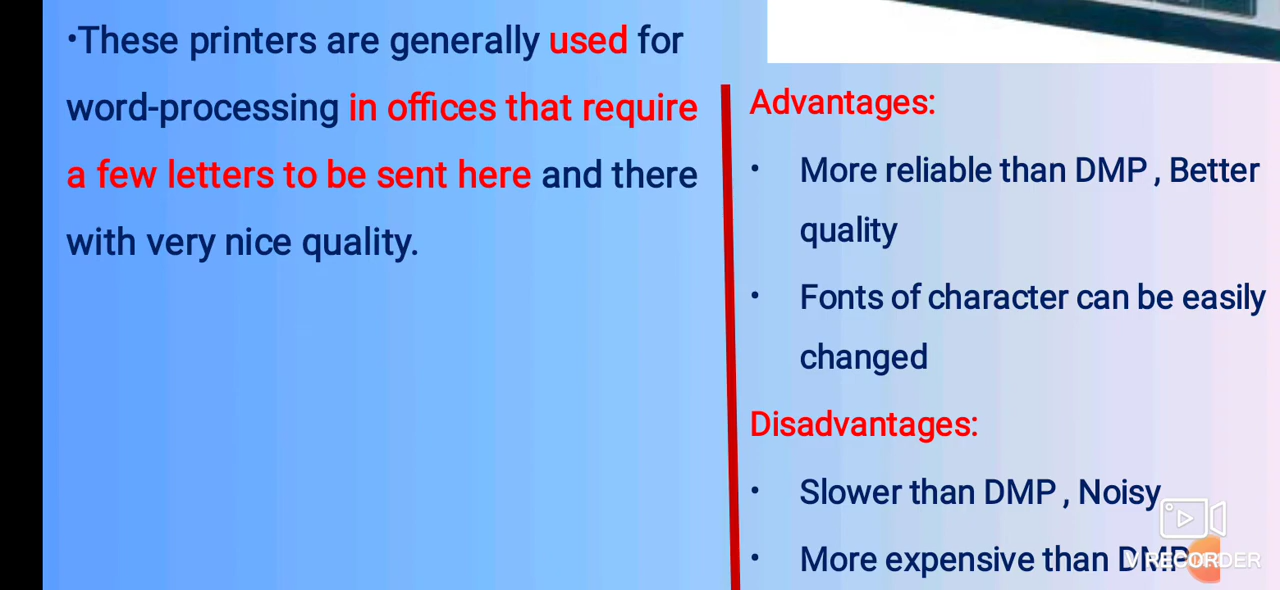 •These printers are generally used for
word-processing in offices that require
a few letters to be sent here and there
with very nice quality.
Advantages:
• More reliable than DMP , Better
quality
• Fonts of character can be easily
changed
Disadvantages:
• Slower than DMP , Noisy
• More expensive than DMP
V RECORDER